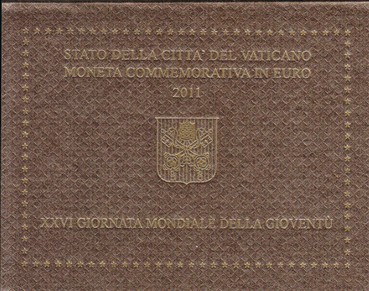 STATO DELLA CITTA' DEL VATICANO
MONETA COMMEMORATIVA IN EURO
2011
XXVI GIORNATA MONDIALE DELLA GIOVENTÙ